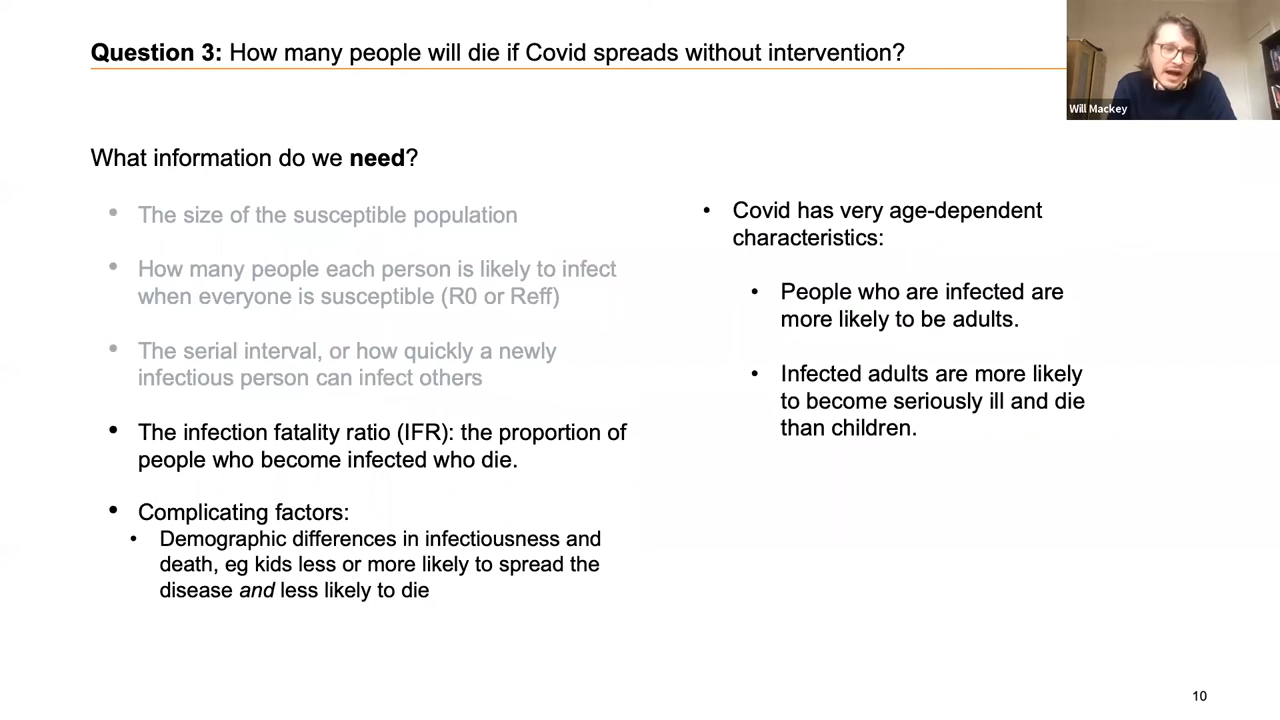 Question 3: How many people will die if Covid spreads without intervention?
Will Mackey
What information do we need?
• The size of the susceptible population
• How many people each person is likely to infect
when everyone is susceptible (R0 or Reff)
• The serial interval, or how quickly a newly
infectious person can infect others
• The infection fatality ratio (IFR): the proportion of
people who become infected who die.
• Complicating factors:
• Demographic differences in infectiousness and
death, eg kids less or more likely to spread the
disease and less likely to die
• Covid has very age-dependent
characteristics:
• People who are infected are
more likely to be adults.
• Infected adults are more likely
to become seriously ill and die
than children.
10